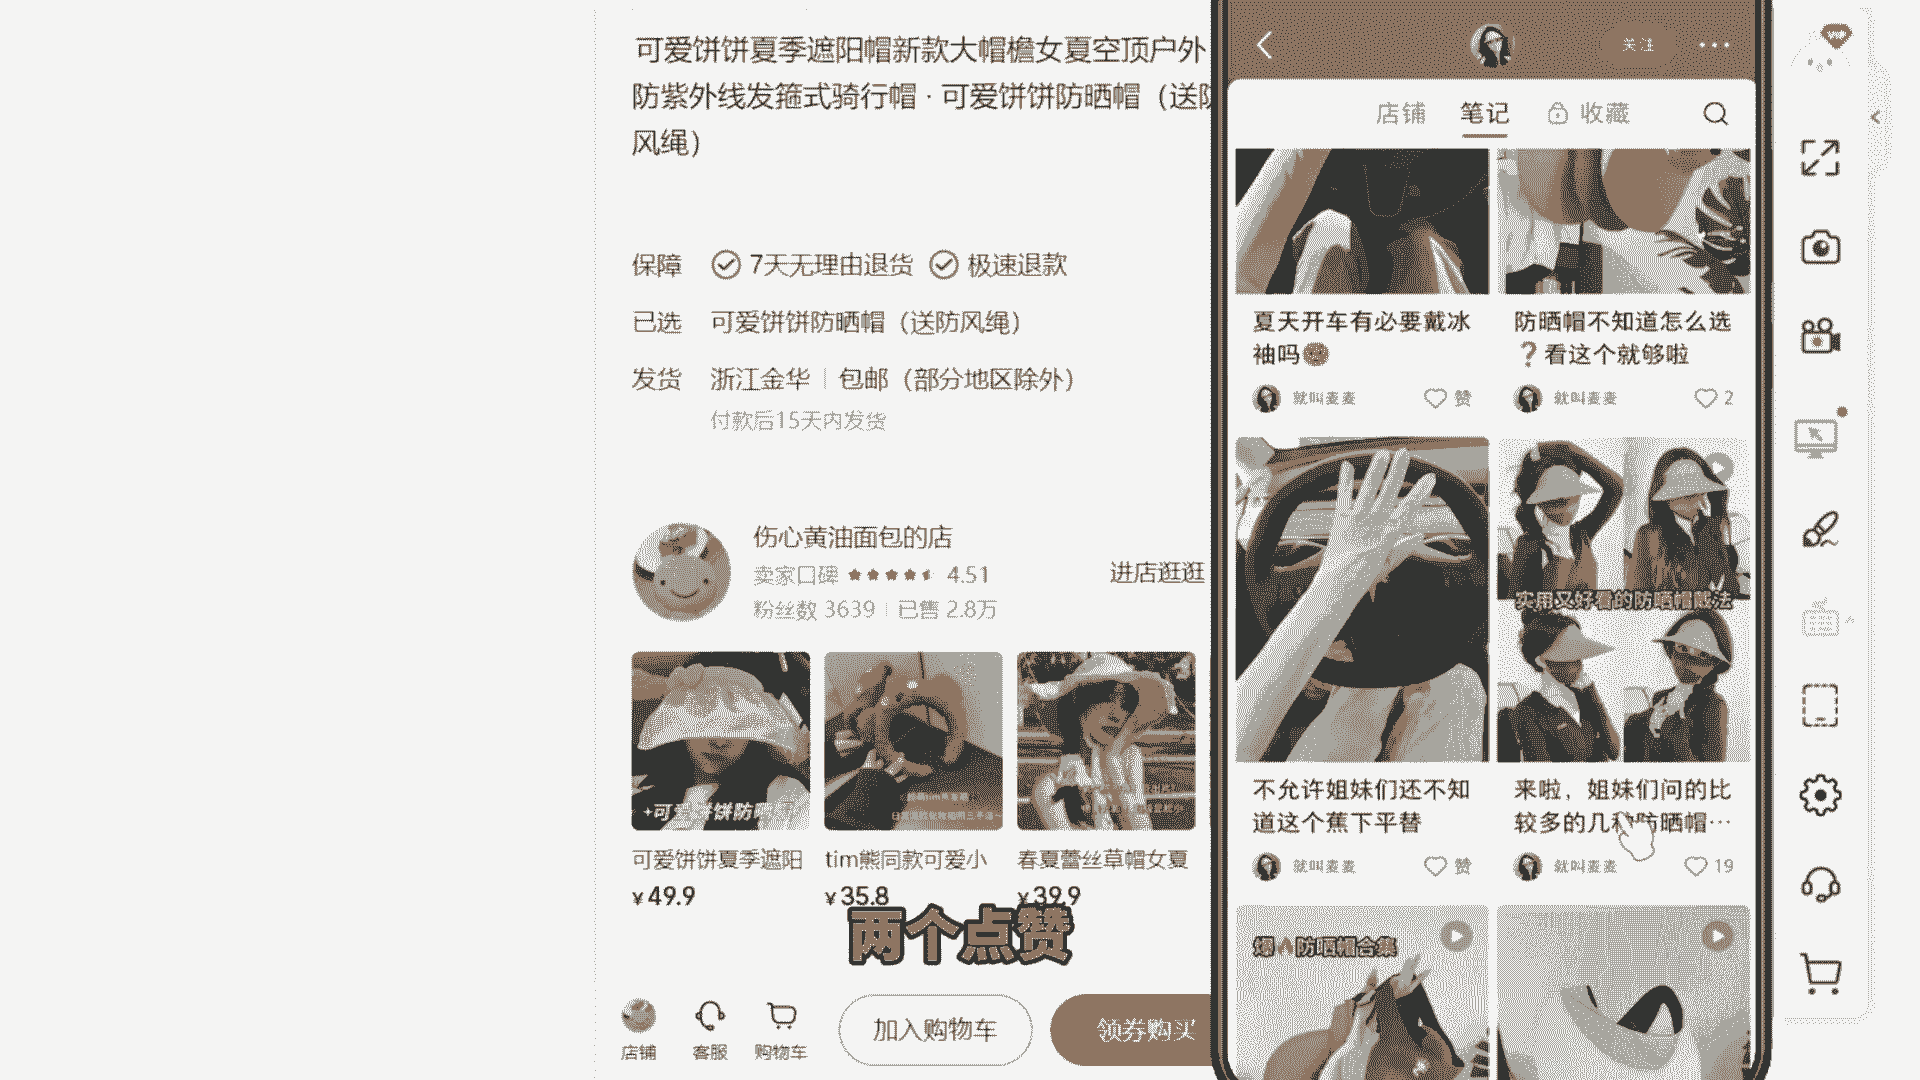 可爱饼饼夏季遮阳帽新款大帽檐女夏空顶户外
防紫外线发箍式骑行帽 · 可爱饼饼防晒帽（送防
风绳）
保障 7天无理由退货 极速退款
已选 可爱饼饼防晒帽（送防风绳）
发货 浙江金华 | 包邮（部分地区除外）
付款后15天内发货
伤心黄油面包的店
卖家口碑 4.51
进店逛逛
粉丝数 3639 | 已售 2.8万
可爱饼饼夏季遮阳
¥49.9
tim熊同款可爱小
¥35.8
春夏蕾丝草帽女夏
¥39.9
两个点赞
店铺
客服
购物车
加入购物车
领券购买
关注
店铺 笔记 收藏
夏天开车有必要戴冰
袖吗
就叫麦麦 赞
防晒帽不知道怎么选
❓看这个就够啦
就叫麦麦 2
不允许姐妹们还不知
道这个蕉下平替
就叫麦麦 赞
实用又好看的防晒帽戴法
来啦，姐妹们问的比
较多的几种防晒帽…
就叫麦麦 19
爆🔥防晒帽合集